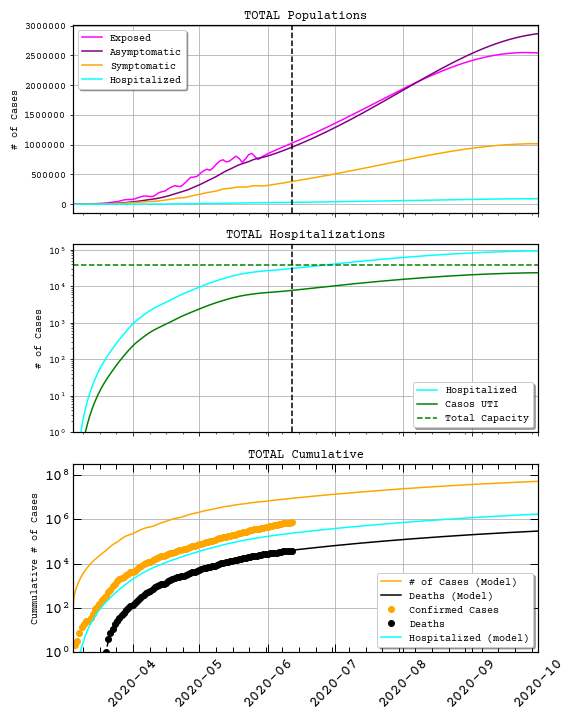 TOTAL Populations
3000000
2500000
2000000
1500000
1000000
500000
0
# of Cases
Exposed
Asymptomatic
Symptomatic
Hospitalized
TOTAL Hospitalizations
10^5
10^4
10^3
10^2
10^1
10^0
# of Cases
Hospitalized
Casos UTI
Total Capacity
TOTAL Cumulative
10^8
10^6
10^4
10^2
10^0
Cummulative # of Cases
# of Cases (Model)
Deaths (Model)
Confirmed Cases
Deaths
Hospitalized (model)
2020-04
2020-05
2020-06
2020-07
2020-08
2020-09
2020-10